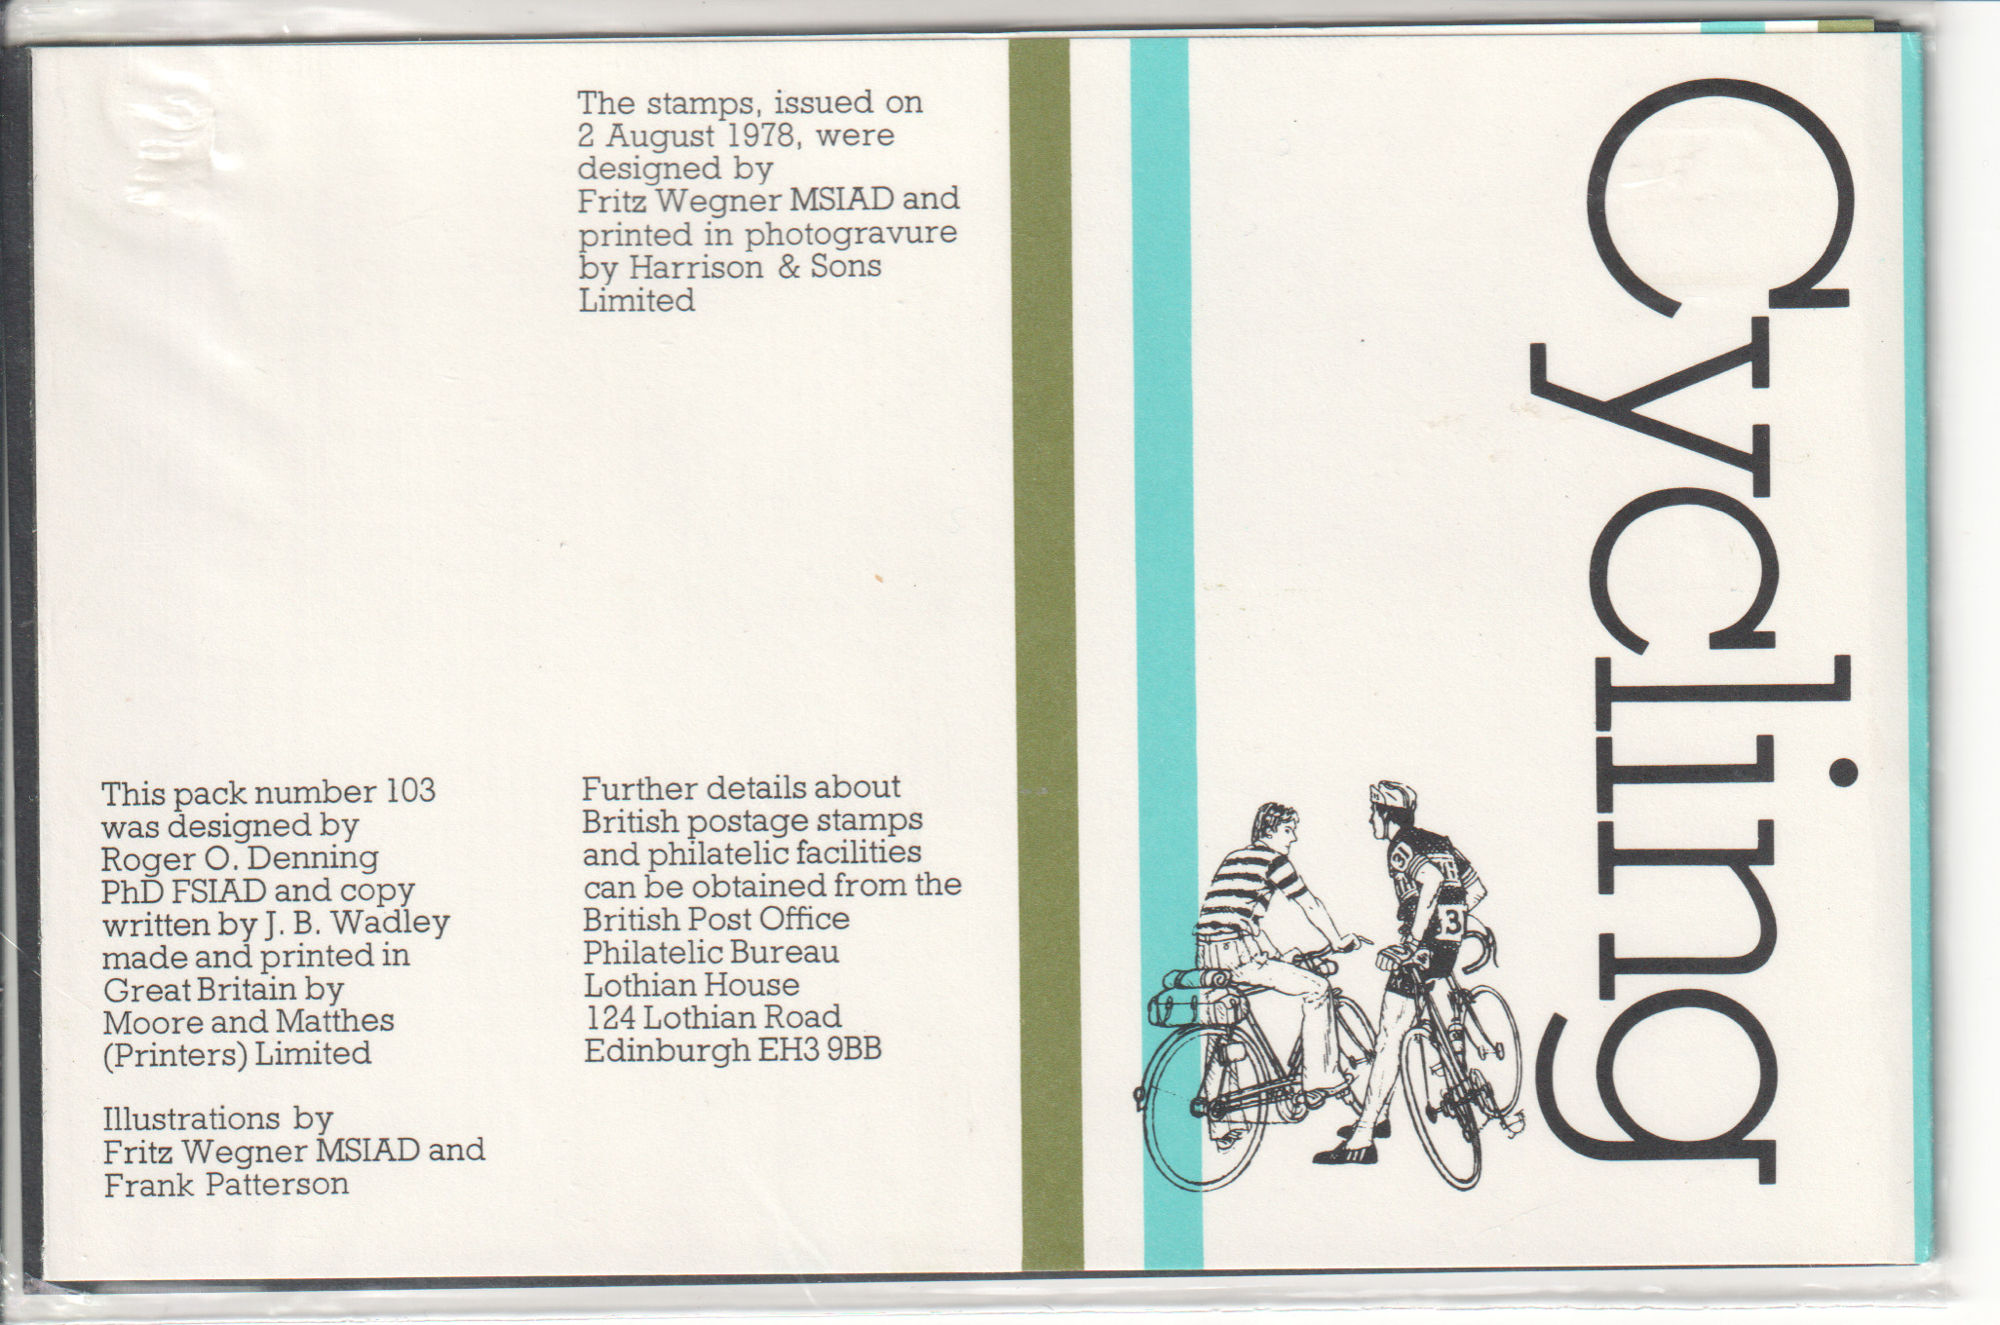 The stamps, issued on
2 August 1978, were
designed by
Fritz Wegner MSIAD and
printed in photogravure
by Harrison & Sons
Limited
This pack number 103
was designed by
Roger O. Denning
PhD FSIAD and copy
written by J. B. Wadley
made and printed in
Great Britain by
Moore and Matthes
(Printers) Limited
Illustrations by
Fritz Wegner MSIAD and
Frank Patterson
Further details about
British postage stamps
and philatelic facilities
can be obtained from the
British Post Office
Philatelic Bureau
Lothian House
124 Lothian Road
Edinburgh EH3 9BB
Cycling
31
31